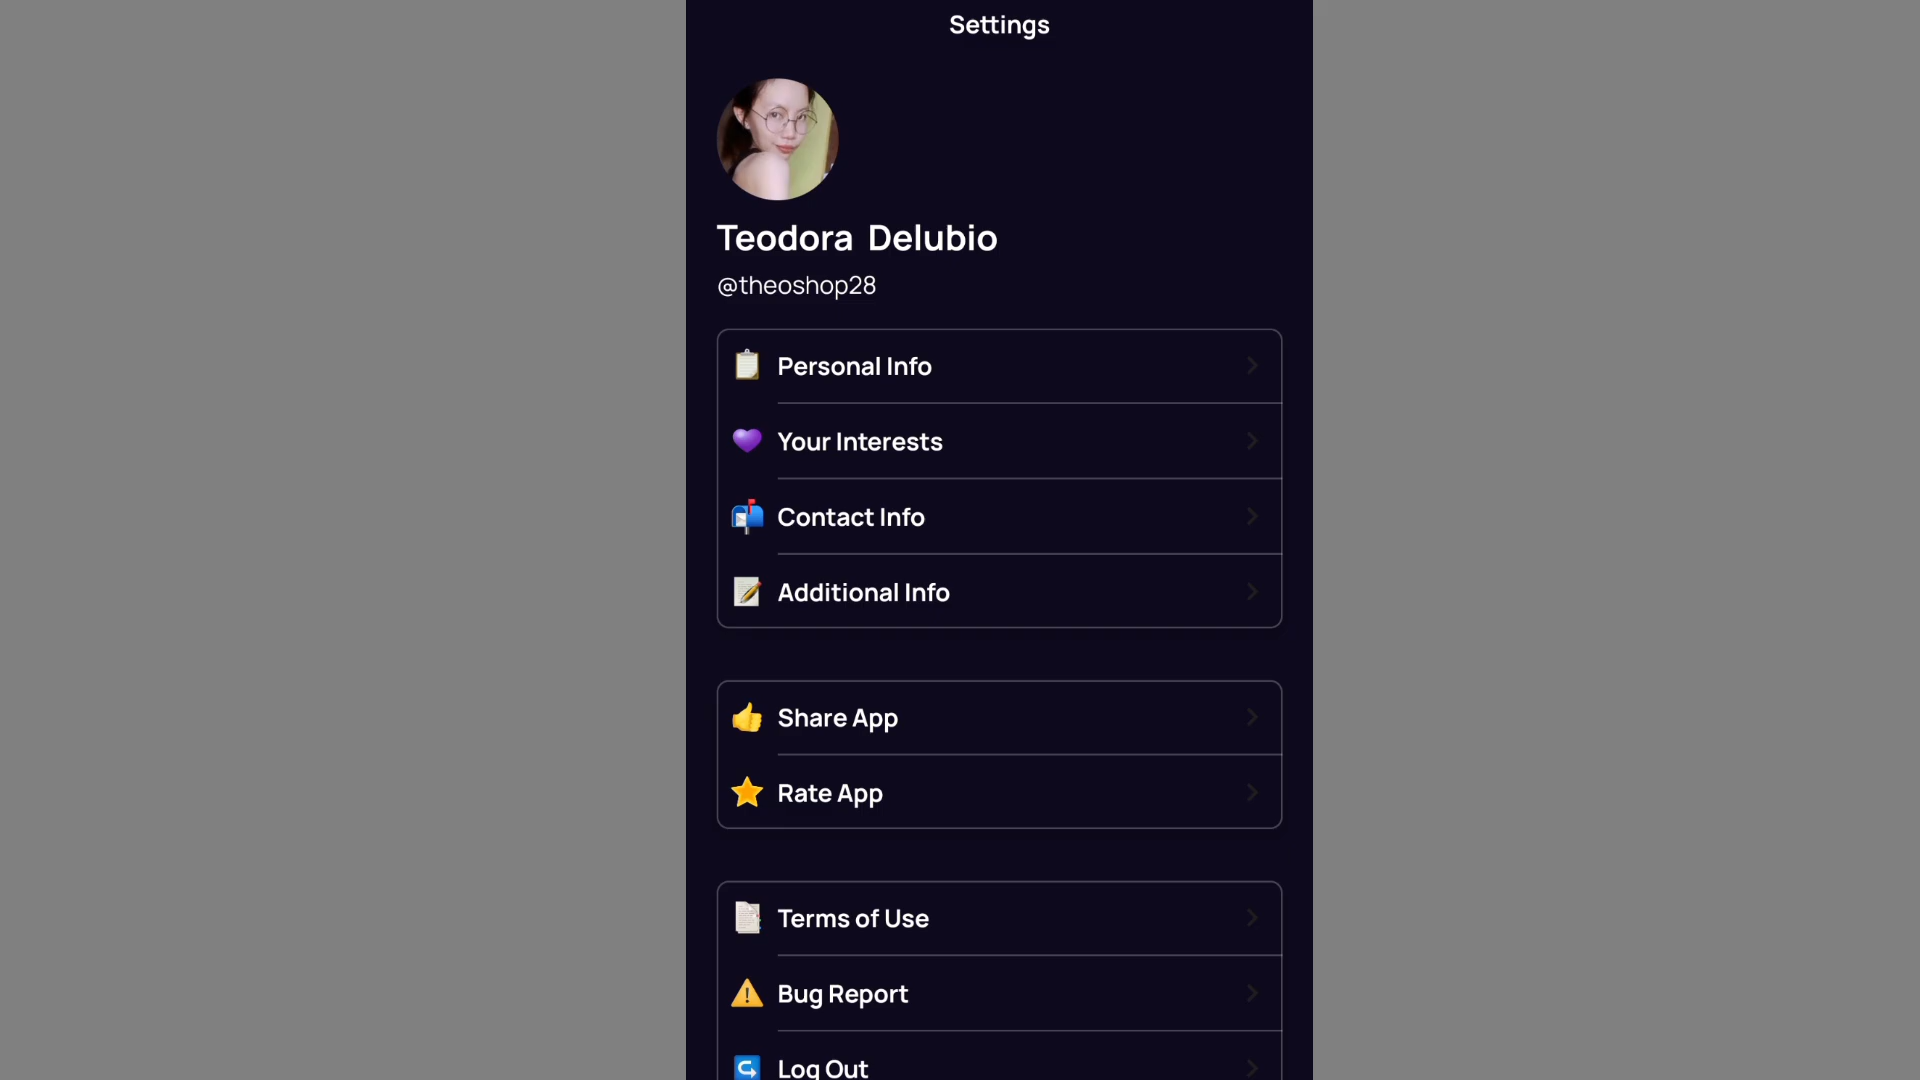 Settings
Teodora Delubio
@theoshop28
Personal Info
Your Interests
Contact Info
Additional Info
Share App
Rate App
Terms of Use
Bug Report
Log Out